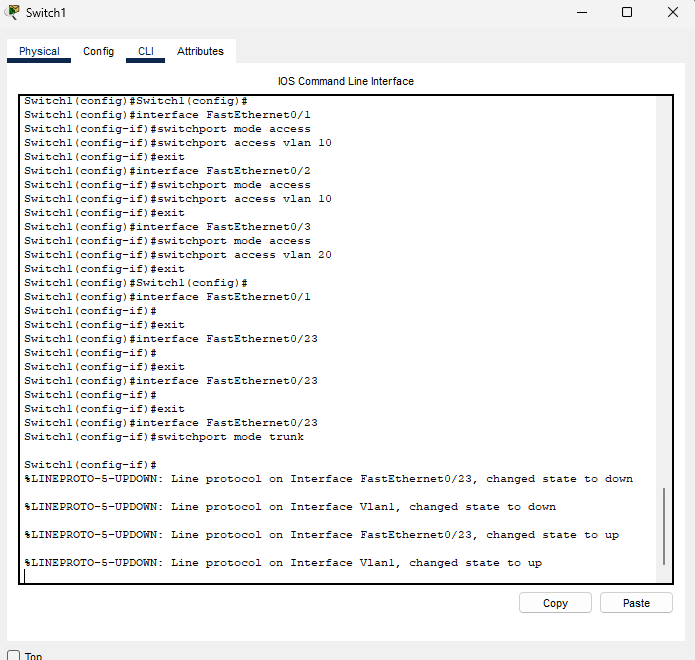 Switch1
Physical Config CLI Attributes
IOS Command Line Interface
Switch1(config)#Switch1(config)#
Switch1(config)#interface FastEthernet0/1
Switch1(config-if)#switchport mode access
Switch1(config-if)#switchport access vlan 10
Switch1(config-if)#exit
Switch1(config)#interface FastEthernet0/2
Switch1(config-if)#switchport mode access
Switch1(config-if)#switchport access vlan 10
Switch1(config-if)#exit
Switch1(config)#interface FastEthernet0/3
Switch1(config-if)#switchport mode access
Switch1(config-if)#switchport access vlan 20
Switch1(config-if)#exit
Switch1(config)#Switch1(config)#
Switch1(config)#interface FastEthernet0/1
Switch1(config-if)#
Switch1(config-if)#exit
Switch1(config)#interface FastEthernet0/23
Switch1(config-if)#
Switch1(config-if)#exit
Switch1(config)#interface FastEthernet0/23
Switch1(config-if)#
Switch1(config-if)#exit
Switch1(config)#interface FastEthernet0/23
Switch1(config-if)#switchport mode trunk
Switch1(config-if)#
%LINEPROTO-5-UPDOWN: Line protocol on Interface FastEthernet0/23, changed state to down
%LINEPROTO-5-UPDOWN: Line protocol on Interface Vlan1, changed state to down
%LINEPROTO-5-UPDOWN: Line protocol on Interface FastEthernet0/23, changed state to up
%LINEPROTO-5-UPDOWN: Line protocol on Interface Vlan1, changed state to up
Copy Paste
Top